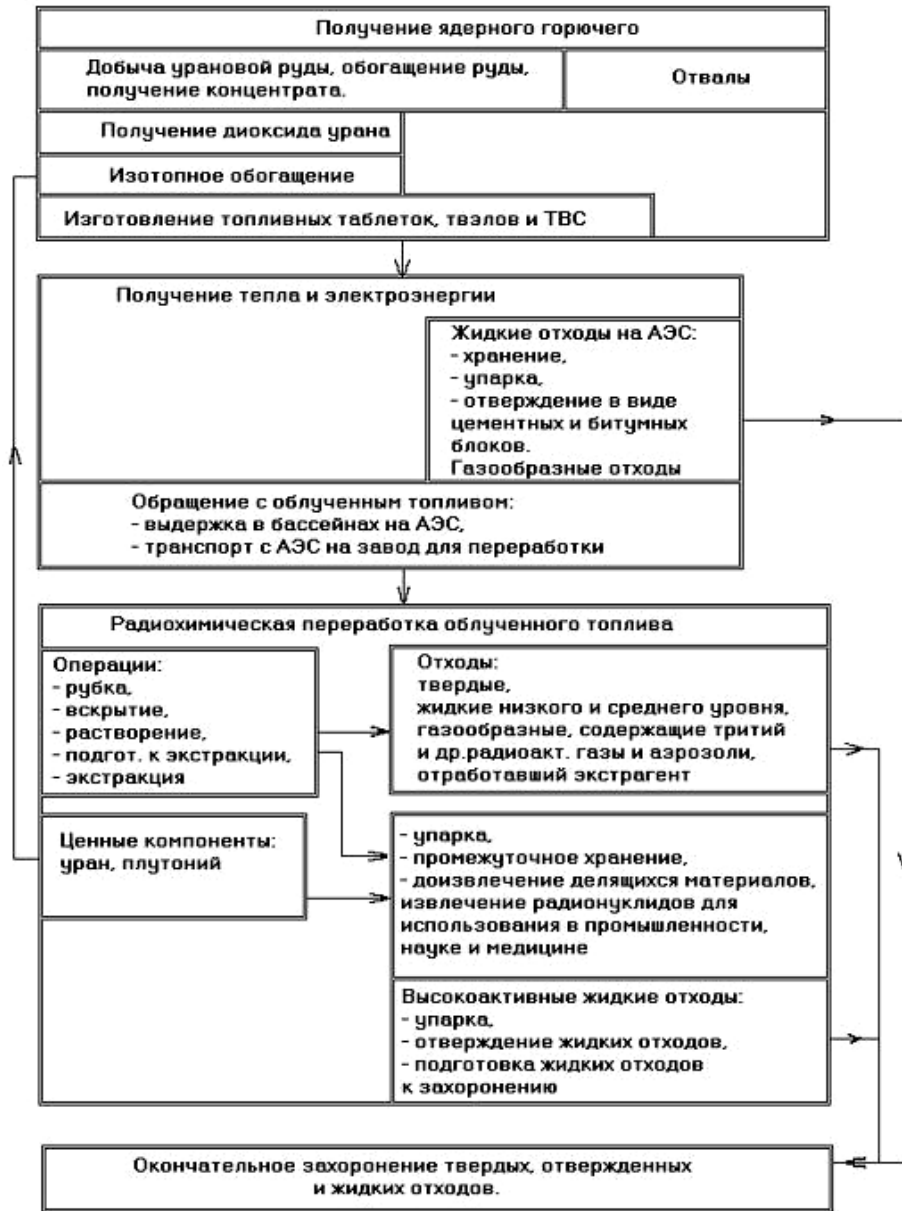 Получение ядерного горючего
Добыча урановой руды, обогащение руды,
получение концентрата.
Отвалы
Получение диоксида урана
Изотопное обогащение
Изготовление топливных таблеток, твэлов и ТВС
Получение тепла и электроэнергии
Жидкие отходы на АЭС:
- хранение,
- упарка,
- отверждение в виде
цементных и битумных
блоков.
Газообразные отходы
Обращение с облученным топливом:
- выдержка в бассейнах на АЭС,
- транспорт с АЭС на завод для переработки
Радиохимическая переработка облученного топлива
Операции:
- рубка,
- вскрытие,
- растворение,
- подгот. к экстракции,
- экстракция
Отходы:
твердые,
жидкие низкого и среднего уровня,
газообразные, содержащие тритий
и др.радиоакт. газы и аэрозоли,
отработавший экстрагент
Ценные компоненты:
уран, плутоний
- упарка,
- промежуточное хранение,
- доизвлечение делящихся материалов,
извлечение радионуклидов для
использования в промышленности,
науке и медицине
Высокоактивные жидкие отходы:
- упарка,
- отверждение жидких отходов,
- подготовка жидких отходов
к захоронению
Окончательное захоронение твердых, отвержденных
и жидких отходов.